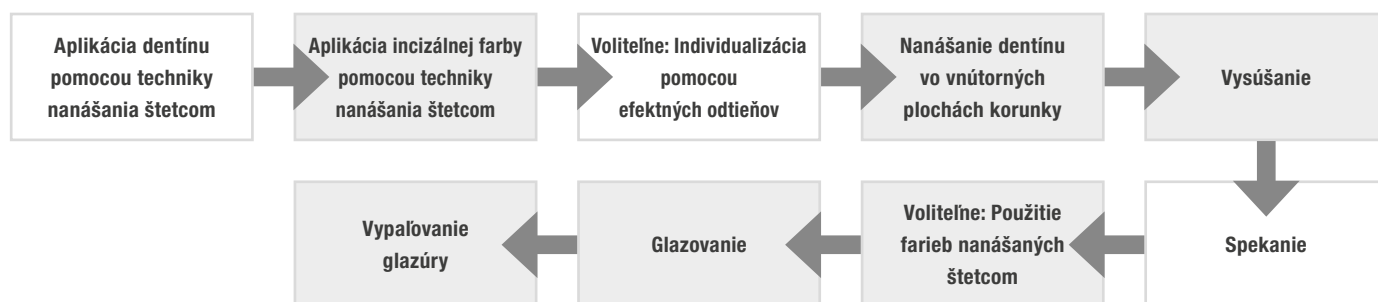 Aplikácia dentínu
pomocou techniky
nanášania štetcom
Aplikácia incizálnej farby
pomocou techniky
nanášania štetcom
Voliteľne: Individualizácia
pomocou
efektných odtieňov
Nanášanie dentínu
vo vnútorných
plochách korunky
Vysúšanie
Spekanie
Voliteľne: Použitie
farieb nanášaných
štetcom
Glazovanie
Vypaľovanie
glazúry